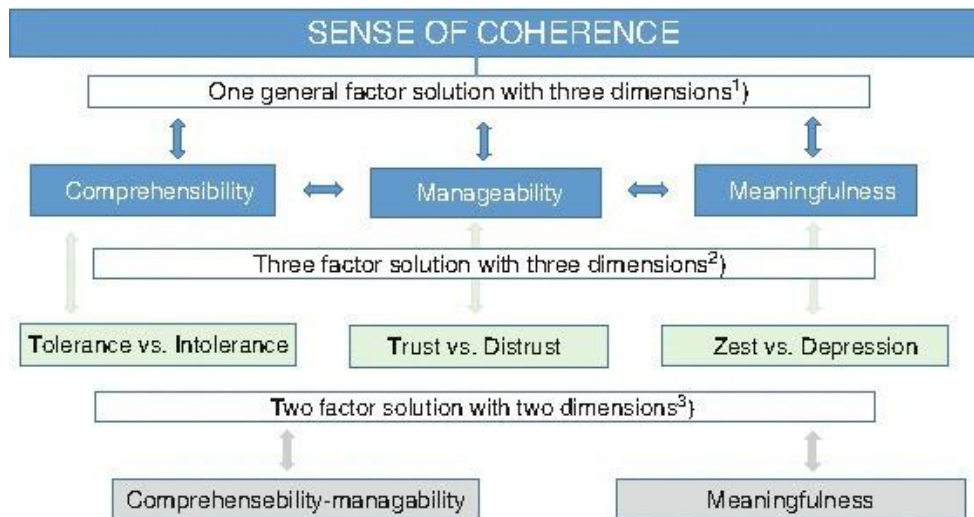 SENSE OF COHERENCE
One general factor solution with three dimensions¹)
Comprehensibility
Manageability
Meaningfulness
Three factor solution with three dimensions²)
Tolerance vs. Intolerance
Trust vs. Distrust
Zest vs. Depression
Two factor solution with two dimensions³)
Comprehensebility-managability
Meaningfulness